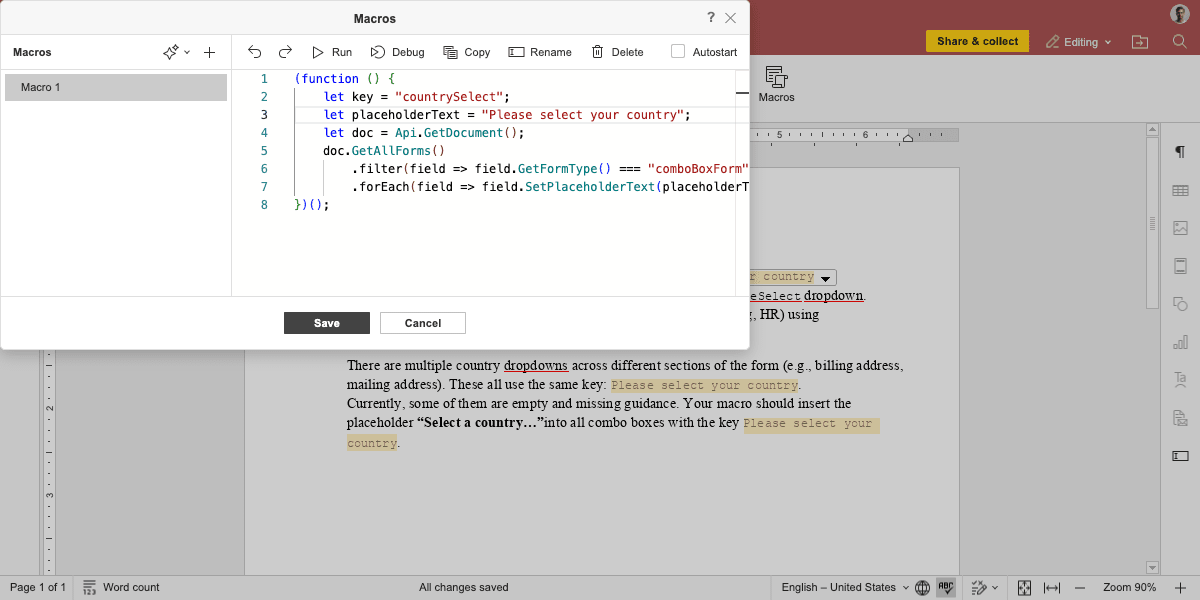 Macros
?
Macros
Run
Debug
Copy
Rename
Delete
Autostart
Macro 1
1 (function () {
2 let key = "countrySelect";
3 let placeholderText = "Please select your country";
4 let doc = Api.GetDocument();
5 doc.GetAllForms()
6 .filter(field => field.GetFormType() === "comboBoxForm"
7 .forEach(field => field.SetPlaceholderText(placeholderT
8 })();
Save
Cancel
Share & collect
Editing
Macros
5 6
country
eSelect dropdown.
, HR) using
There are multiple country dropdowns across different sections of the form (e.g., billing address,
mailing address). These all use the same key: Please select your country.
Currently, some of them are empty and missing guidance. Your macro should insert the
placeholder “Select a country…”into all combo boxes with the key Please select your
country.
2
3
Page 1 of 1
Word count
All changes saved
English – United States
ABC
Zoom 90%